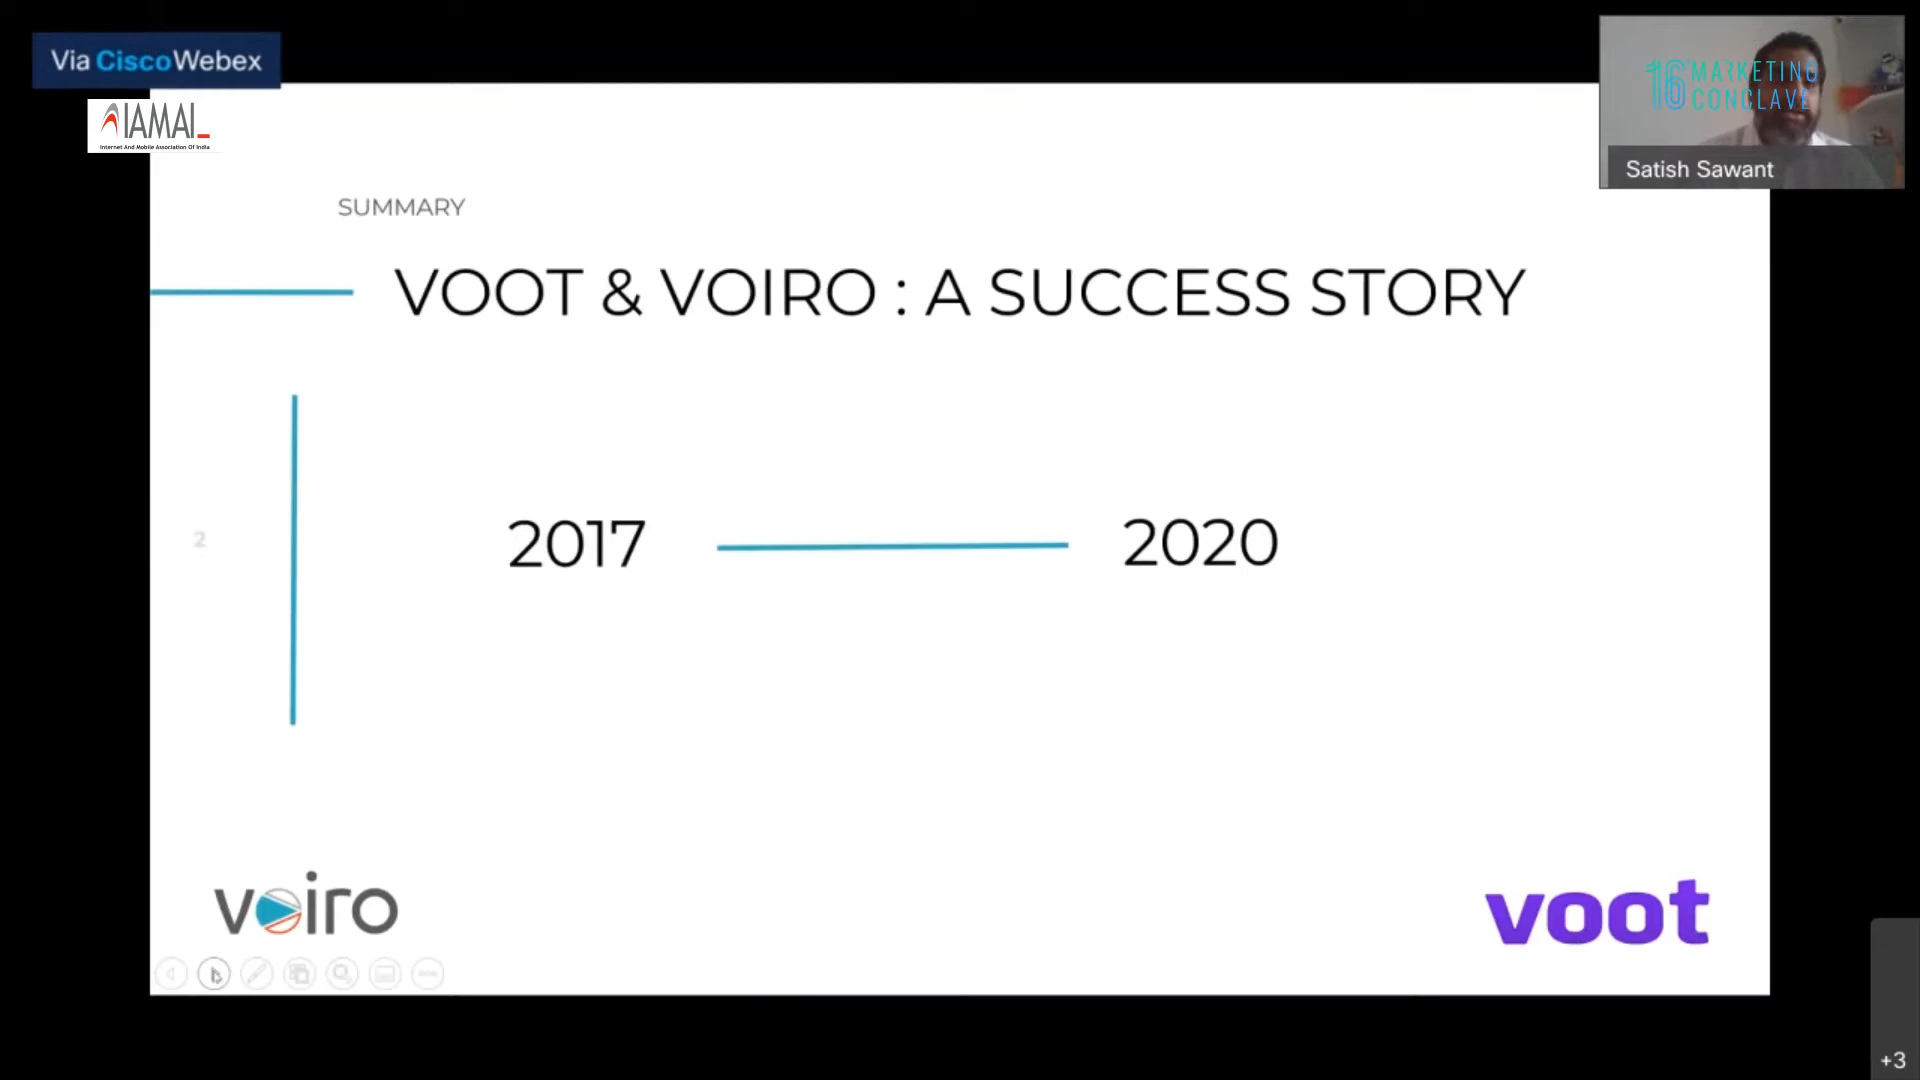 Via CiscoWebex
IAMAI
Internet And Mobile Association Of India
16 MARKETING
CONCLAVE
Satish Sawant
SUMMARY
VOOT & VOIRO : A SUCCESS STORY
2
2017
2020
voiro
voot
+3